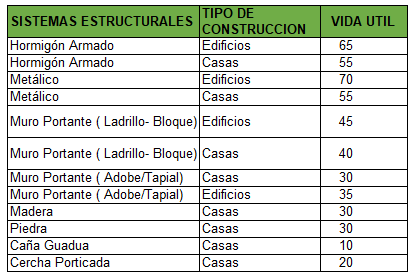 SISTEMAS ESTRUCTURALES TIPO DE CONSTRUCCION VIDA UTIL
Hormigón Armado Edificios 65
Hormigón Armado Casas 55
Metálico Edificios 70
Metálico Casas 55
Muro Portante ( Ladrillo- Bloque) Edificios 45
Muro Portante ( Ladrillo- Bloque) Casas 40
Muro Portante ( Adobe/Tapial) Casas 30
Muro Portante ( Adobe/Tapial) Edificios 35
Madera Casas 30
Piedra Casas 30
Caña Guadua Casas 10
Cercha Porticada Casas 20